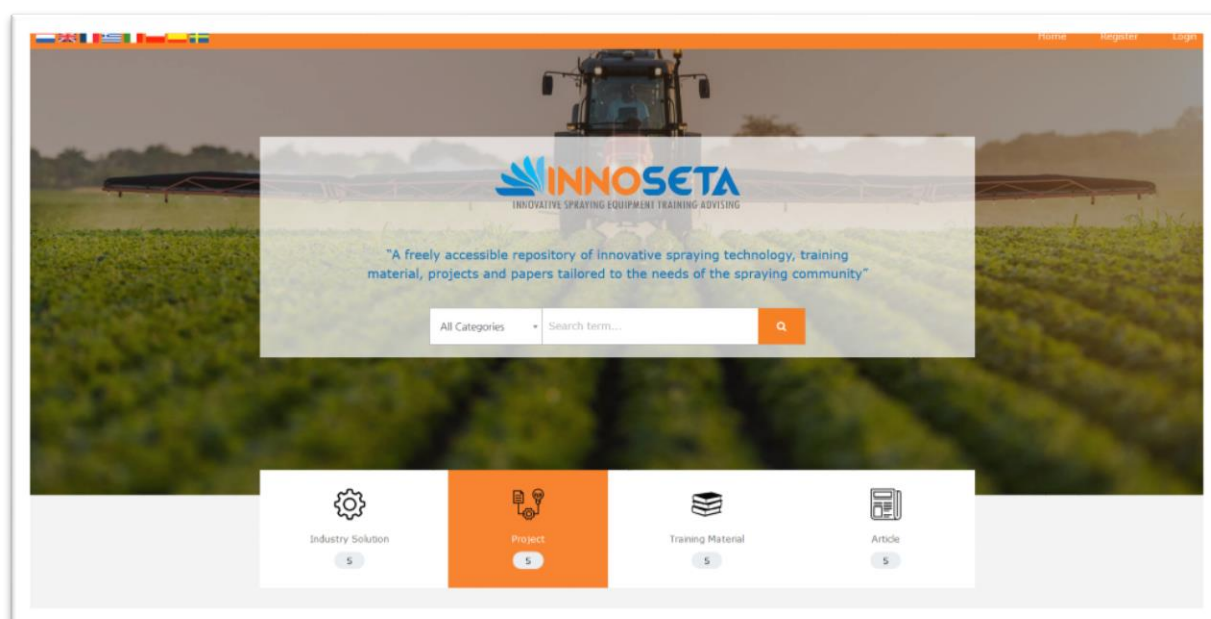 Home Register Login
INNOSETA
INNOVATIVE SPRAYING EQUIPMENT TRAINING ADVISING
"A freely accessible repository of innovative spraying technology, training
material, projects and papers tailored to the needs of the spraying community"
All Categories Search term...
Industry Solution Project Training Material Article
5 5 5 5